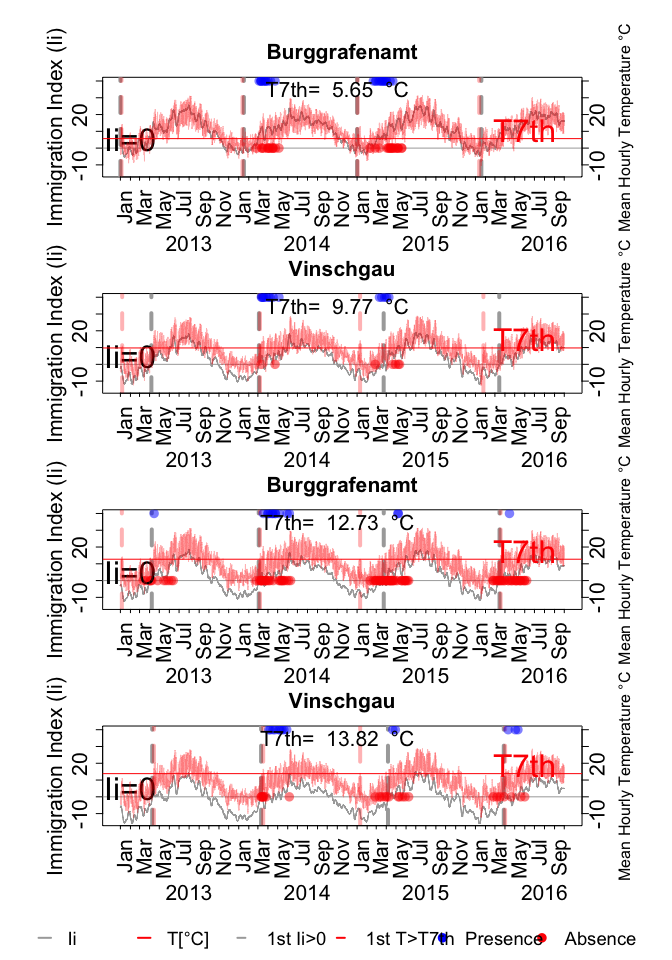 Burggrafenamt
Immigration Index (Ii)
T7th= 5.65 °C
Ii=0
T7th
20
-10
Mean Hourly Temperature °C
20
-10
Jan Mar May Jul Sep Nov Jan Mar May Jul Sep Nov Jan Mar May Jul Sep Nov Jan Mar May Jul Sep
2013 2014 2015 2016
Vinschgau
Immigration Index (Ii)
T7th= 9.77 °C
Ii=0
T7th
20
-10
Mean Hourly Temperature °C
20
-10
Jan Mar May Jul Sep Nov Jan Mar May Jul Sep Nov Jan Mar May Jul Sep Nov Jan Mar May Jul Sep
2013 2014 2015 2016
Burggrafenamt
Immigration Index (Ii)
T7th= 12.73 °C
Ii=0
T7th
20
-10
Mean Hourly Temperature °C
20
-10
Jan Mar May Jul Sep Nov Jan Mar May Jul Sep Nov Jan Mar May Jul Sep Nov Jan Mar May Jul Sep
2013 2014 2015 2016
Vinschgau
Immigration Index (Ii)
T7th= 13.82 °C
Ii=0
T7th
20
-10
Mean Hourly Temperature °C
20
-10
Jan Mar May Jul Sep Nov Jan Mar May Jul Sep Nov Jan Mar May Jul Sep Nov Jan Mar May Jul Sep
2013 2014 2015 2016
Ii T[°C] 1st Ii>0 1st T>T7th Presence Absence